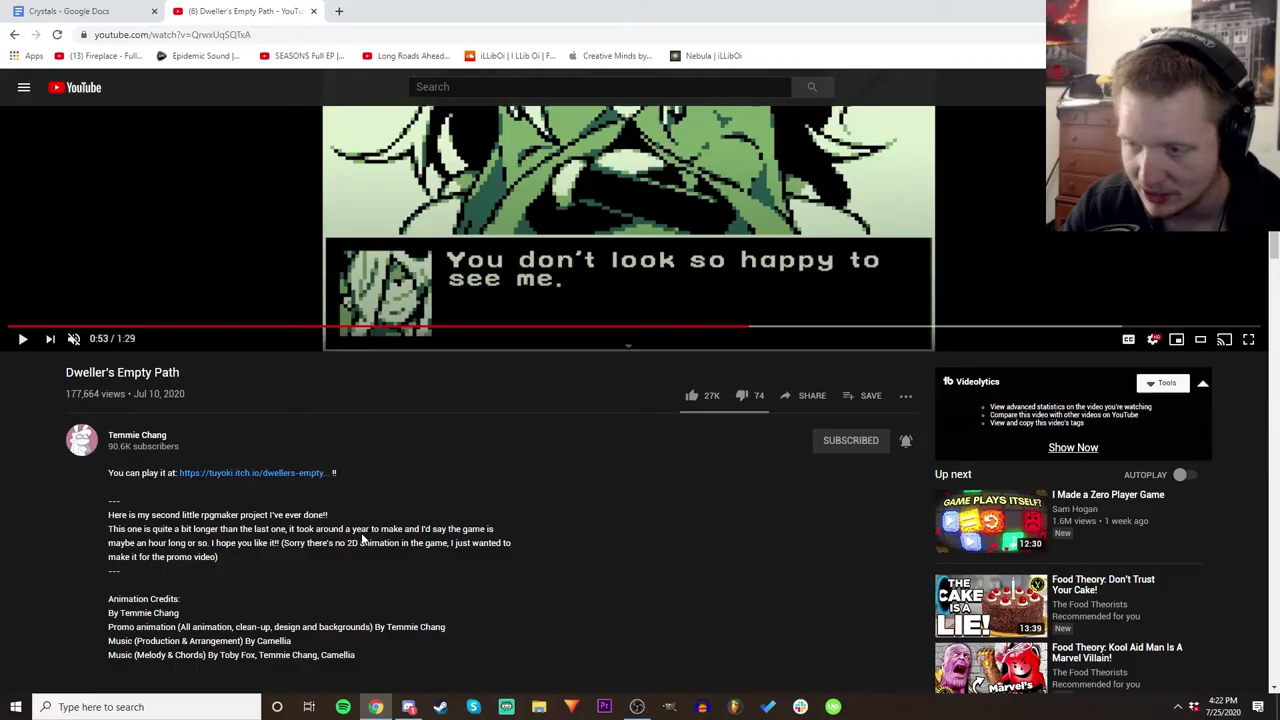 Crystals - Google Docs
(6) Dweller's Empty Path - YouTu
youtube.com/watch?v=QrwxUqSQTxA
Apps
(13) Fireplace - Full...
Epidemic Sound |...
SEASONS Full EP |...
Long Roads Ahead...
iLLibOi | I LLib Oi | F...
Creative Minds by...
Nebula | iLLibOi
YouTube
Search
You don't look so happy to
see me.
0:53 / 1:29
Dweller's Empty Path
177,664 views • Jul 10, 2020
27K
74
SHARE
SAVE
Temmie Chang
90.6K subscribers
SUBSCRIBED
You can play it at: https://tuyoki.itch.io/dwellers-empty... !!
---
Here is my second little rpgmaker project I've ever done!!
This one is quite a bit longer than the last one, it took around a year to make and I'd say the game is
maybe an hour long or so. I hope you like it!! (Sorry there's no 2D animation in the game, I just wanted to
make it for the promo video)
---
Animation Credits:
By Temmie Chang
Promo animation (All animation, clean-up, design and backgrounds) By Temmie Chang
Music (Production & Arrangement) By Camellia
Music (Melody & Chords) By Toby Fox, Temmie Chang, Camellia
Videolytics
Tools
View advanced statistics on the video you're watching
Compare this video with other videos on YouTube
View and copy this video's tags
Show Now
Up next
AUTOPLAY
GAME PLAYS ITSELF?
12:30
I Made a Zero Player Game
Sam Hogan
1.6M views • 1 week ago
New
THE
CAKE
IS A
LIE!
13:39
Food Theory: Don't Trust
Your Cake!
The Food Theorists
Recommended for you
New
Marvel's
Food Theory: Kool Aid Man Is A
Marvel Villain!
The Food Theorists
Recommended for you
New
Type here to search
4:22 PM
7/25/2020